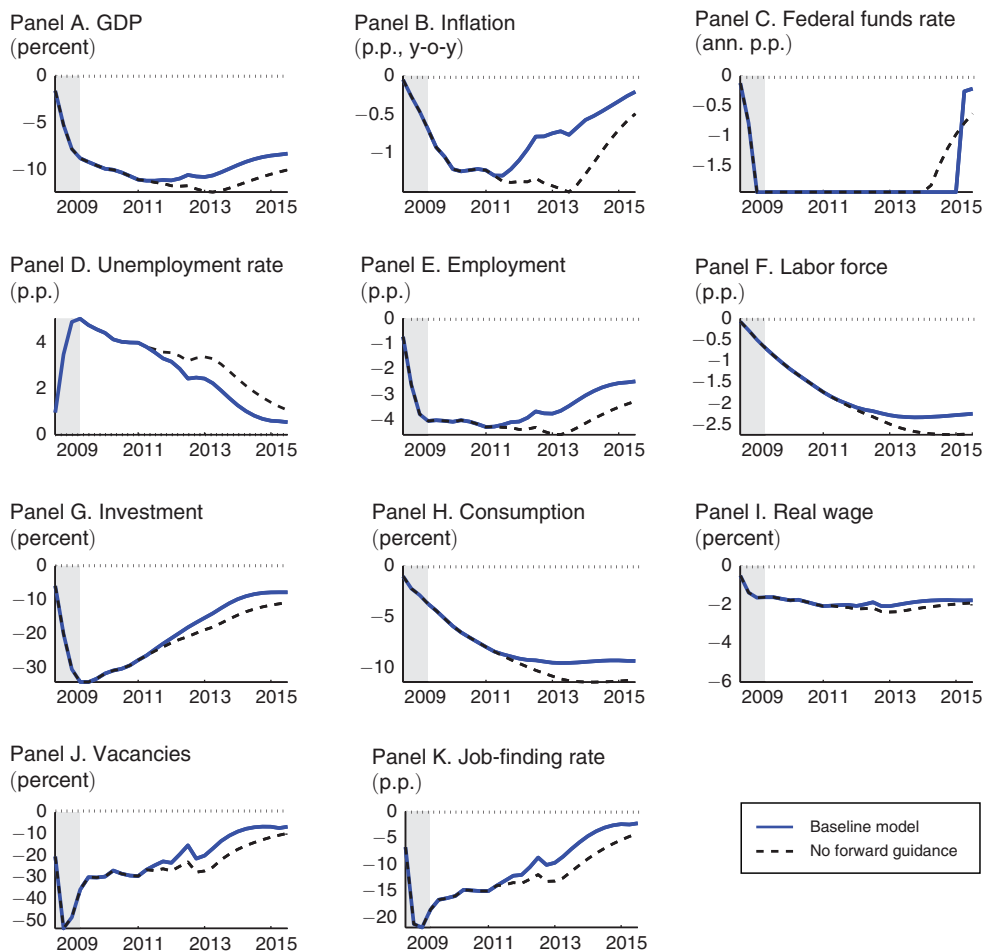 Panel A. GDP
(percent)
0
−5
−10
2009 2011 2013 2015
Panel B. Inflation
(p.p., y-o-y)
0
−0.5
−1
2009 2011 2013 2015
Panel C. Federal funds rate
(ann. p.p.)
0
−0.5
−1
−1.5
2009 2011 2013 2015
Panel D. Unemployment rate
(p.p.)
4
2
0
2009 2011 2013 2015
Panel E. Employment
(p.p.)
0
−1
−2
−3
−4
2009 2011 2013 2015
Panel F. Labor force
(p.p.)
0
−0.5
−1
−1.5
−2
−2.5
2009 2011 2013 2015
Panel G. Investment
(percent)
0
−10
−20
−30
2009 2011 2013 2015
Panel H. Consumption
(percent)
0
−5
−10
2009 2011 2013 2015
Panel I. Real wage
(percent)
0
−2
−4
−6
2009 2011 2013 2015
Panel J. Vacancies
(percent)
0
−10
−20
−30
−40
−50
2009 2011 2013 2015
Panel K. Job-finding rate
(p.p.)
0
−5
−10
−15
−20
2009 2011 2013 2015
Baseline model
No forward guidance